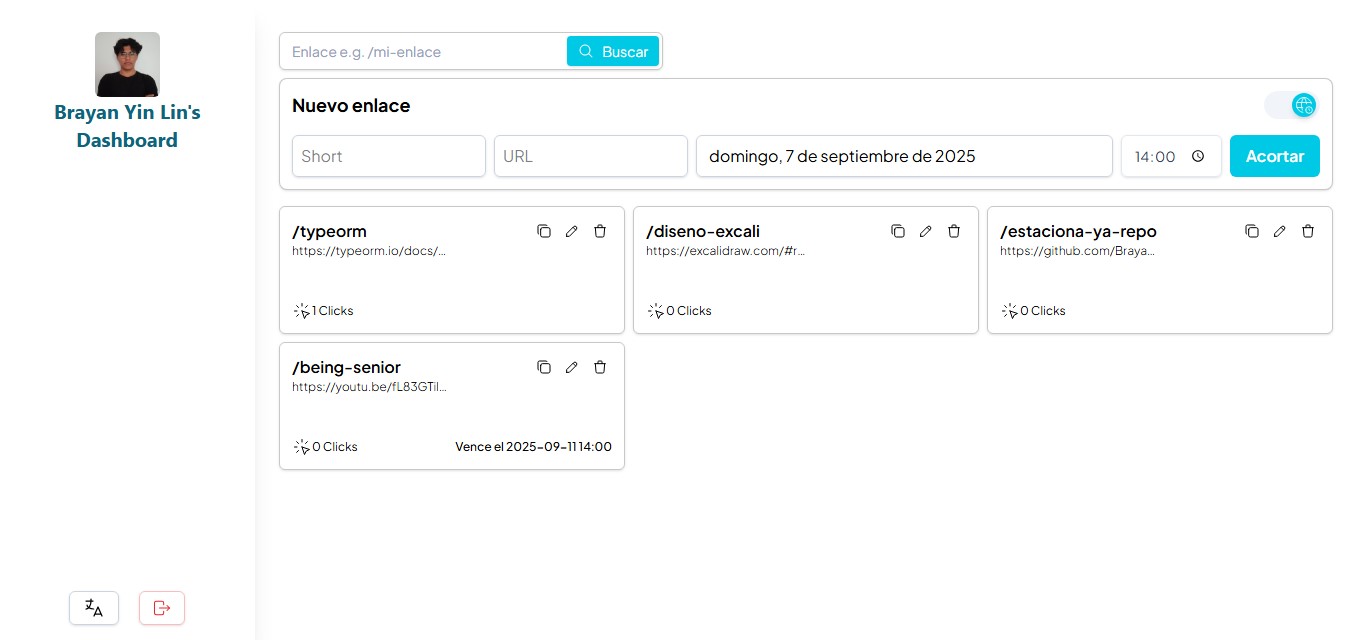 Brayan Yin Lin's
Dashboard
Enlace e.g. /mi-enlace
Buscar
Nuevo enlace
Short
URL
domingo, 7 de septiembre de 2025
14:00
Acortar
/typeorm
https://typeorm.io/docs/...
1 Clicks
/diseno-excali
https://excalidraw.com/#r...
0 Clicks
/estaciona-ya-repo
https://github.com/Braya...
0 Clicks
/being-senior
https://youtu.be/fL83GTil...
0 Clicks
Vence el 2025-09-11 14:00